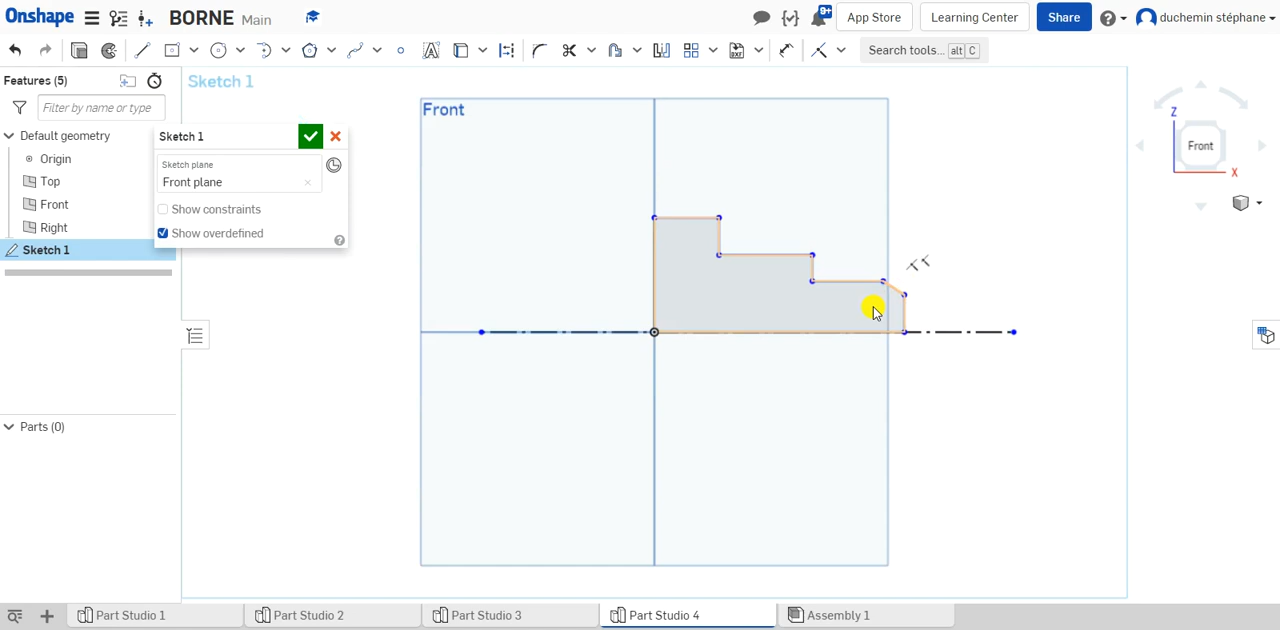 Onshape BORNE Main 9+ App Store Learning Center Share duchemin stéphane
Search tools... alt C
Features (5)
Filter by name or type
Default geometry
Origin
Top
Front
Right
Sketch 1
Sketch 1
Sketch plane
Front plane
Show constraints
Show overdefined
Parts (0)
Sketch 1
Front
Z
Front
X
Part Studio 1 Part Studio 2 Part Studio 3 Part Studio 4 Assembly 1